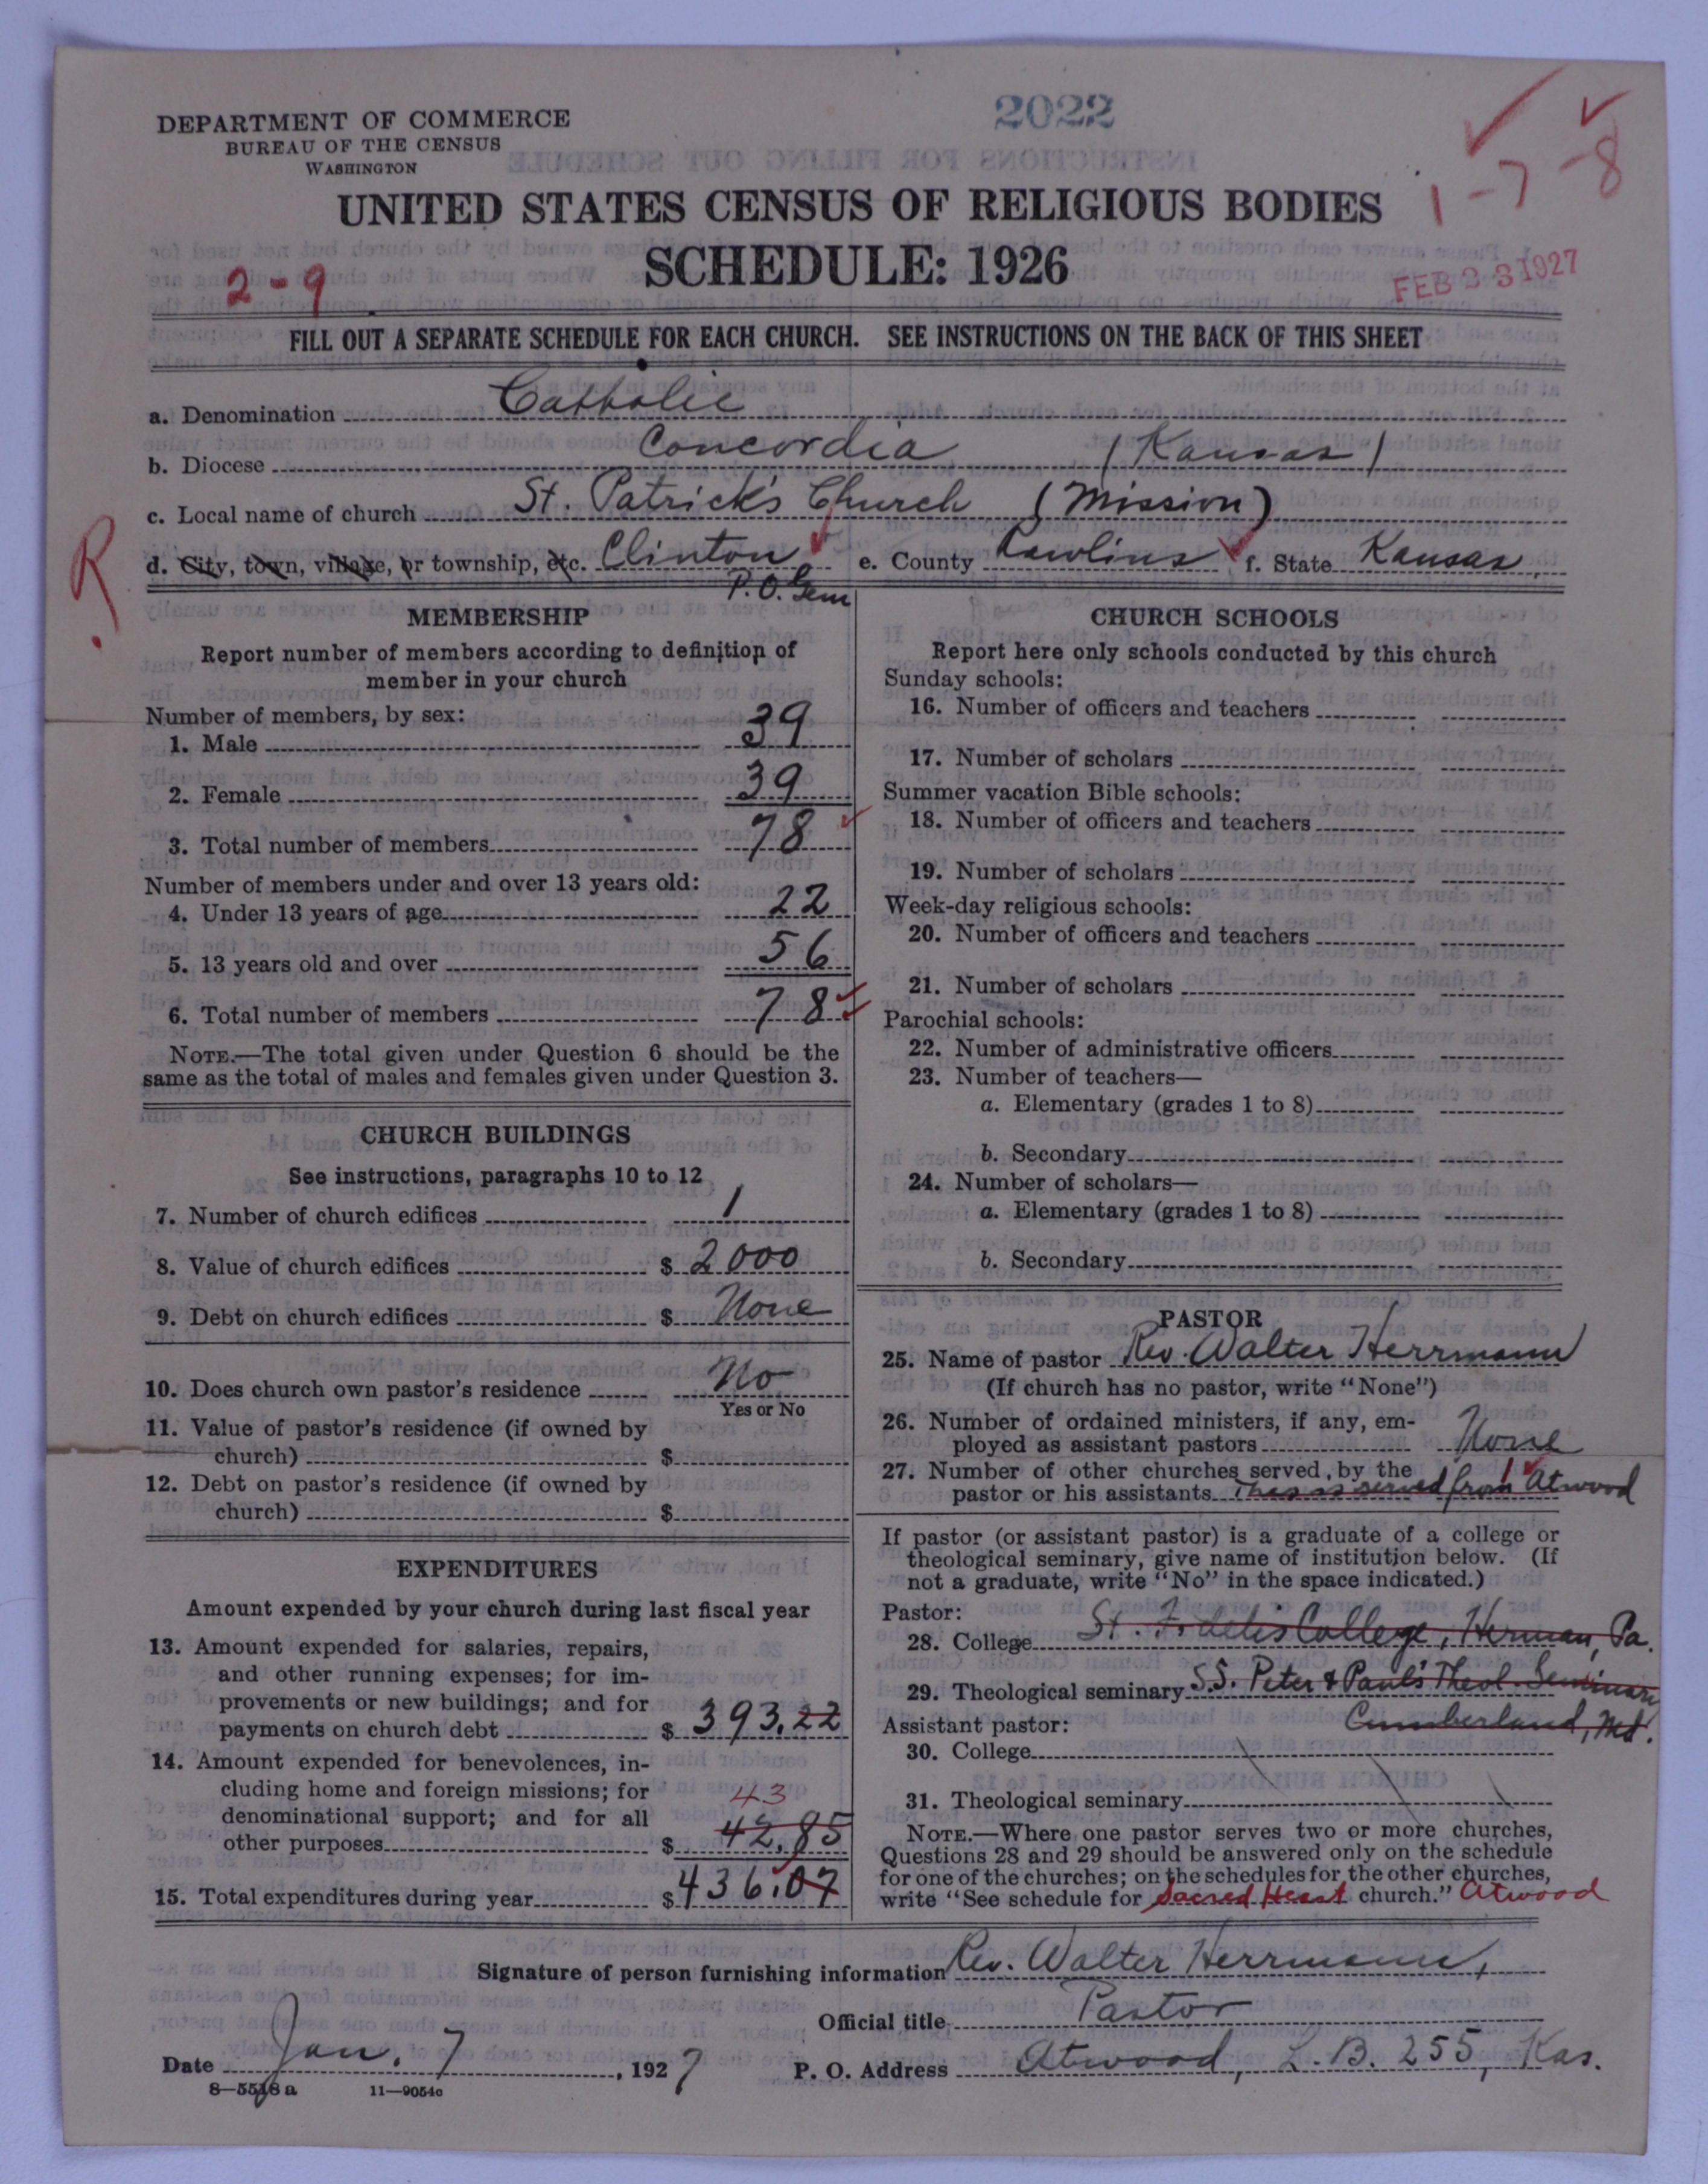 2022
DEPARTMENT OF COMMERCE
BUREAU OF THE CENSUS
WASHINGTON
1-7-8
UNITED STATES CENSUS OF RELIGIOUS BODIES
SCHEDULE: 1926
2-9
FEB 23 1927
FILL OUT A SEPARATE SCHEDULE FOR EACH CHURCH. SEE INSTRUCTIONS ON THE BACK OF THIS SHEET
a. Denomination Catholic
b. Diocese Concordia (Kansas)
c. Local name of church St. Patrick's Church (Mission)
R
d. City, town, village, or township, etc. Clinton e. County Rawlins f. State Kansas
P.O. Gem
MEMBERSHIP
Report number of members according to definition of
member in your church
Number of members, by sex:
1. Male 39
2. Female 39
3. Total number of members 78
Number of members under and over 13 years old:
4. Under 13 years of age 22
5. 13 years old and over 56
6. Total number of members 78
NOTE.—The total given under Question 6 should be the
same as the total of males and females given under Question 3.
CHURCH BUILDINGS
See instructions, paragraphs 10 to 12
7. Number of church edifices 1
8. Value of church edifices $ 2000
9. Debt on church edifices $ None
10. Does church own pastor's residence No
Yes or No
11. Value of pastor's residence (if owned by
church) $
12. Debt on pastor's residence (if owned by
church) $
EXPENDITURES
Amount expended by your church during last fiscal year
13. Amount expended for salaries, repairs,
and other running expenses; for im-
provements or new buildings; and for
payments on church debt $ 393.22
14. Amount expended for benevolences, in-
cluding home and foreign missions; for
43
denominational support; and for all
other purposes $ 42.85
15. Total expenditures during year $ 436.07
CHURCH SCHOOLS
Report here only schools conducted by this church
Sunday schools:
16. Number of officers and teachers
17. Number of scholars
Summer vacation Bible schools:
18. Number of officers and teachers
19. Number of scholars
Week-day religious schools:
20. Number of officers and teachers
21. Number of scholars
Parochial schools:
22. Number of administrative officers
23. Number of teachers—
a. Elementary (grades 1 to 8)
b. Secondary
24. Number of scholars—
a. Elementary (grades 1 to 8)
b. Secondary
PASTOR
25. Name of pastor Rev. Walter Herrmann
(If church has no pastor, write "None")
26. Number of ordained ministers, if any, em-
ployed as assistant pastors None
27. Number of other churches served by the 1
pastor or his assistants This is served from Atwood
If pastor (or assistant pastor) is a graduate of a college or
theological seminary, give name of institution below. (If
not a graduate, write "No" in the space indicated.)
Pastor:
28. College St. Fidelis College, Herman, Pa.
29. Theological seminary S.S. Peter & Paul's Theol. Seminary
Cumberland, Md.
Assistant pastor:
30. College
31. Theological seminary
NOTE.—Where one pastor serves two or more churches,
Questions 28 and 29 should be answered only on the schedule
for one of the churches; on the schedules for the other churches,
write "See schedule for Sacred Heart church." Atwood
Signature of person furnishing information Rev. Walter Herrmann,
Official title Pastor
Date Jan. 7, 1927 P. O. Address Atwood, L. B. 255, Kas.
8—5518 a 11—9054c